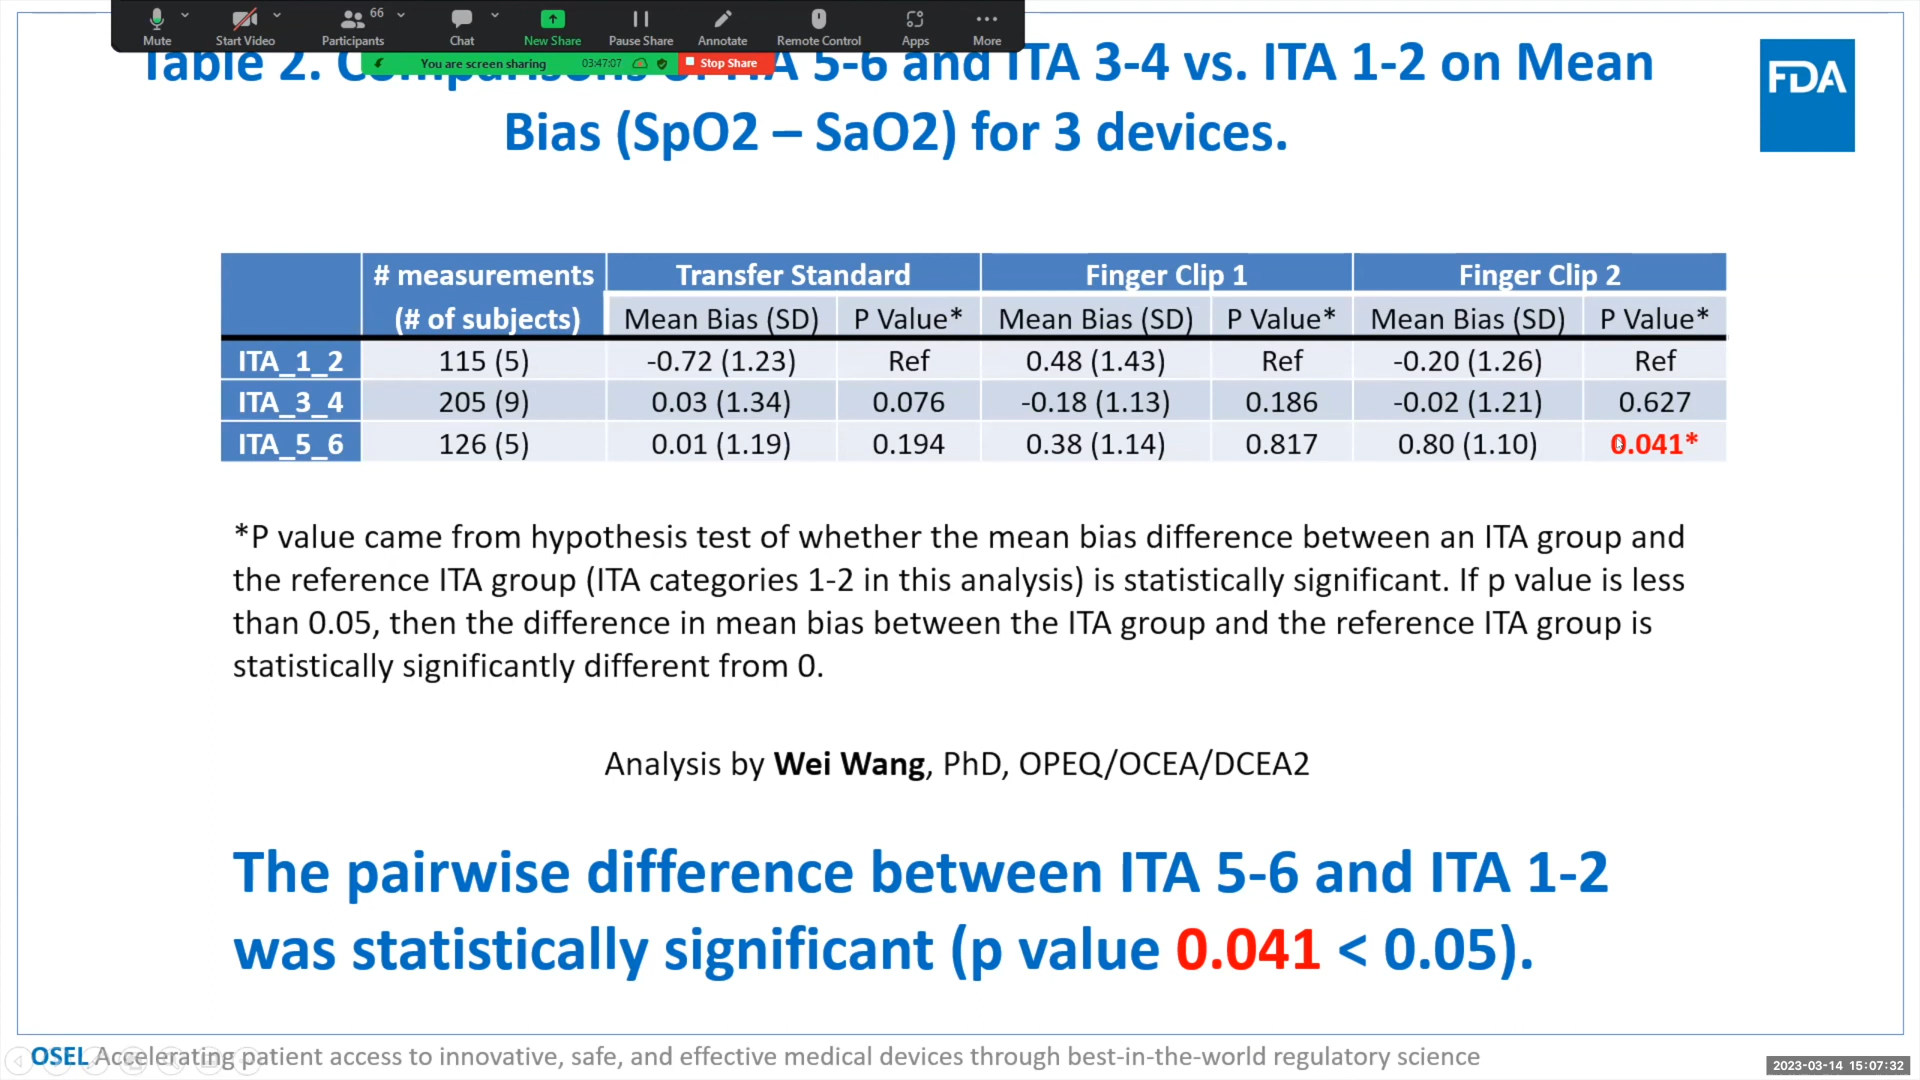 66
Mute Start Video Participants Chat New Share Pause Share Annotate Remote Control Apps More
You are screen sharing 03:47:07 Stop Share
Table 2. ITA 5-6 and ITA 3-4 vs. ITA 1-2 on Mean
Bias (SpO2 – SaO2) for 3 devices.
FDA
# measurements Transfer Standard Finger Clip 1 Finger Clip 2
(# of subjects) Mean Bias (SD) P Value* Mean Bias (SD) P Value* Mean Bias (SD) P Value*
ITA_1_2 115 (5) -0.72 (1.23) Ref 0.48 (1.43) Ref -0.20 (1.26) Ref
ITA_3_4 205 (9) 0.03 (1.34) 0.076 -0.18 (1.13) 0.186 -0.02 (1.21) 0.627
ITA_5_6 126 (5) 0.01 (1.19) 0.194 0.38 (1.14) 0.817 0.80 (1.10) 0.041*
*P value came from hypothesis test of whether the mean bias difference between an ITA group and
the reference ITA group (ITA categories 1-2 in this analysis) is statistically significant. If p value is less
than 0.05, then the difference in mean bias between the ITA group and the reference ITA group is
statistically significantly different from 0.
Analysis by Wei Wang, PhD, OPEQ/OCEA/DCEA2
The pairwise difference between ITA 5-6 and ITA 1-2
was statistically significant (p value 0.041 < 0.05).
OSEL Accelerating patient access to innovative, safe, and effective medical devices through best-in-the-world regulatory science
2023-03-14 15:07:32